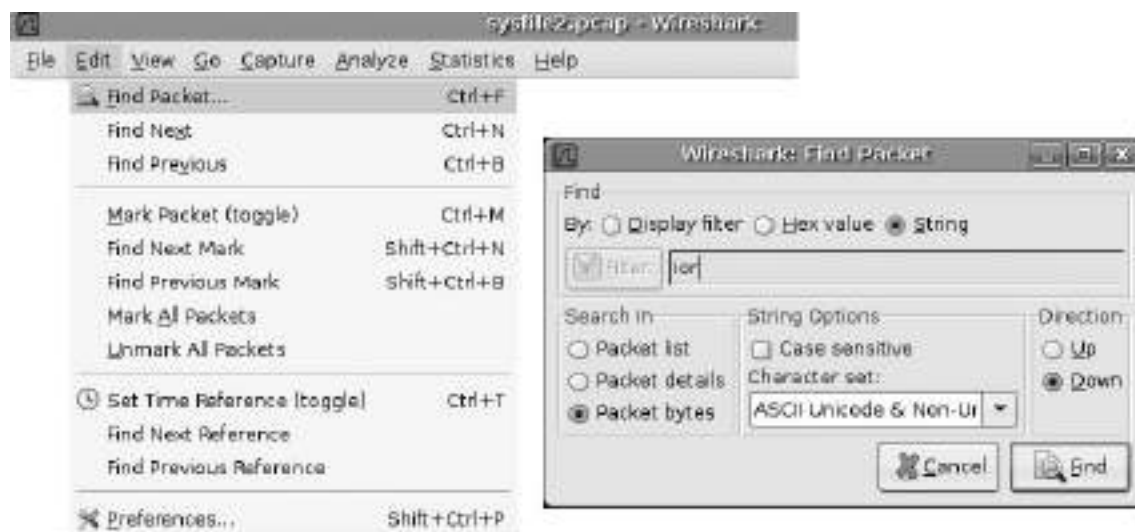 sysfile2.pcap - Wireshark
File Edit View Go Capture Analyze Statistics Help
Find Packet... Ctrl+F
Find Next Ctrl+N
Find Previous Ctrl+B
Mark Packet (toggle) Ctrl+M
Find Next Mark Shift+Ctrl+N
Find Previous Mark Shift+Ctrl+B
Mark All Packets
Unmark All Packets
Set Time Reference (toggle) Ctrl+T
Find Next Reference
Find Previous Reference
Preferences... Shift+Ctrl+P
Wireshark: Find Packet
Find
By: Display filter Hex value String
Filter: ior
Search In
Packet list
Packet details
Packet bytes
String Options
Case sensitive
Character set:
ASCII Unicode & Non-Ur
Direction
Up
Down
Cancel Find